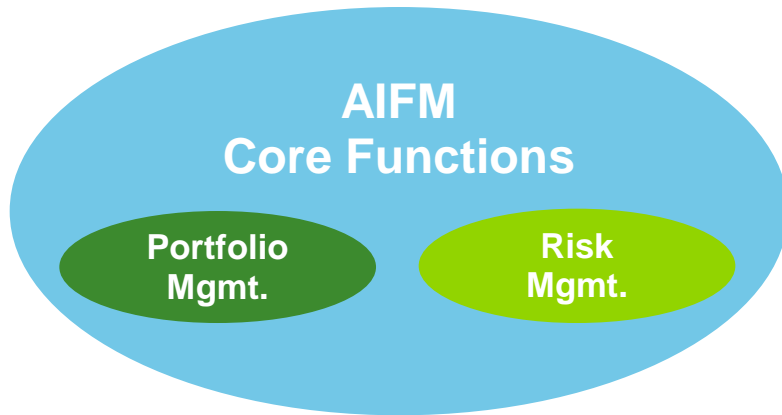 AIFM
Core Functions
Portfolio
Mgmt.
Risk
Mgmt.